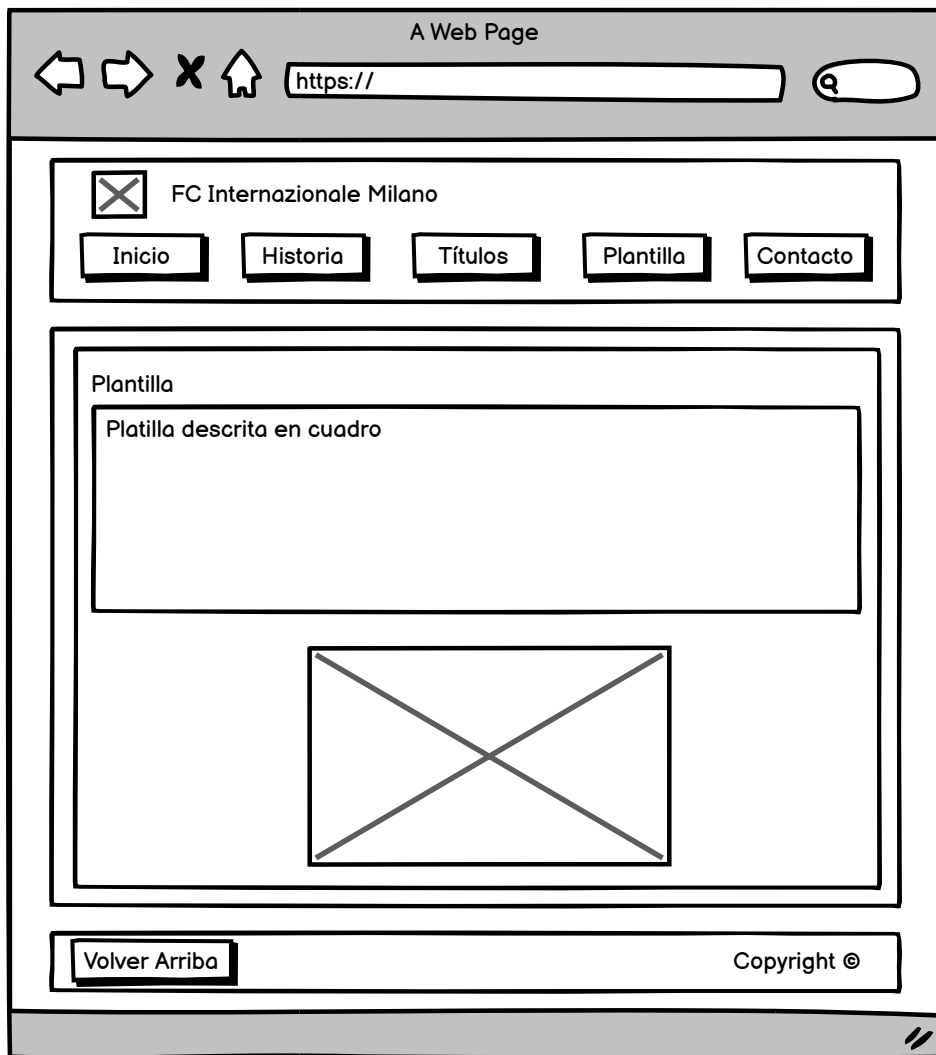 A Web Page
https://
FC Internazionale Milano
Inicio Historia Títulos Plantilla Contacto
Plantilla
Platilla descrita en cuadro
Volver Arriba Copyright ©